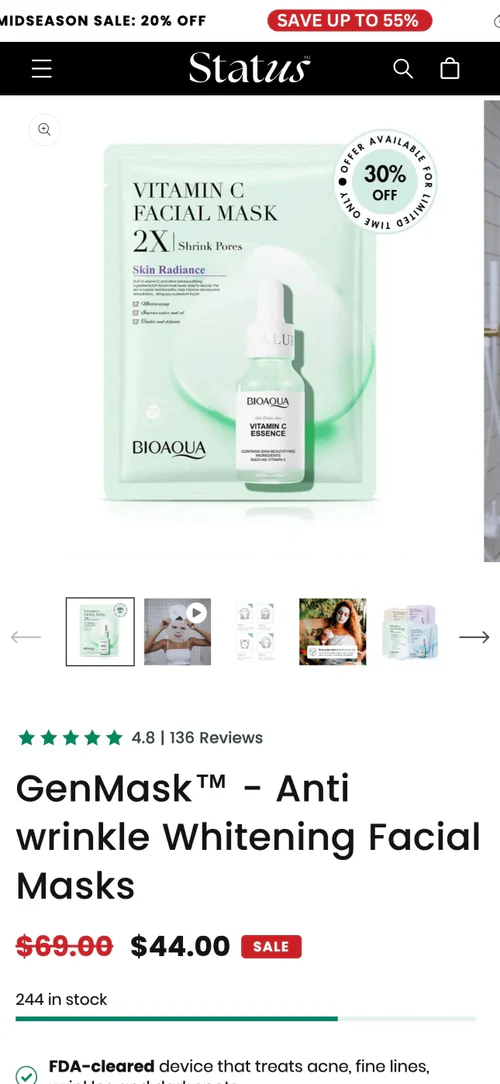 MIDSEASON SALE: 20% OFF
SAVE UP TO 55%
Status™
OFFER AVAILABLE FOR LIMITED TIME ONLY
30%
OFF
VITAMIN C
FACIAL MASK
2X | Shrink Pores
Skin Radiance
Moisturizing
BIOAQUA
VITAMIN C
ESSENCE
CONTAINS SKIN BEAUTIFYING
INGREDIENTS
SUCH AS VITAMIN C
BIOAQUA
4.8 | 136 Reviews
GenMask™ - Anti
wrinkle Whitening Facial
Masks
$69.00 $44.00 SALE
244 in stock
FDA-cleared device that treats acne, fine lines,